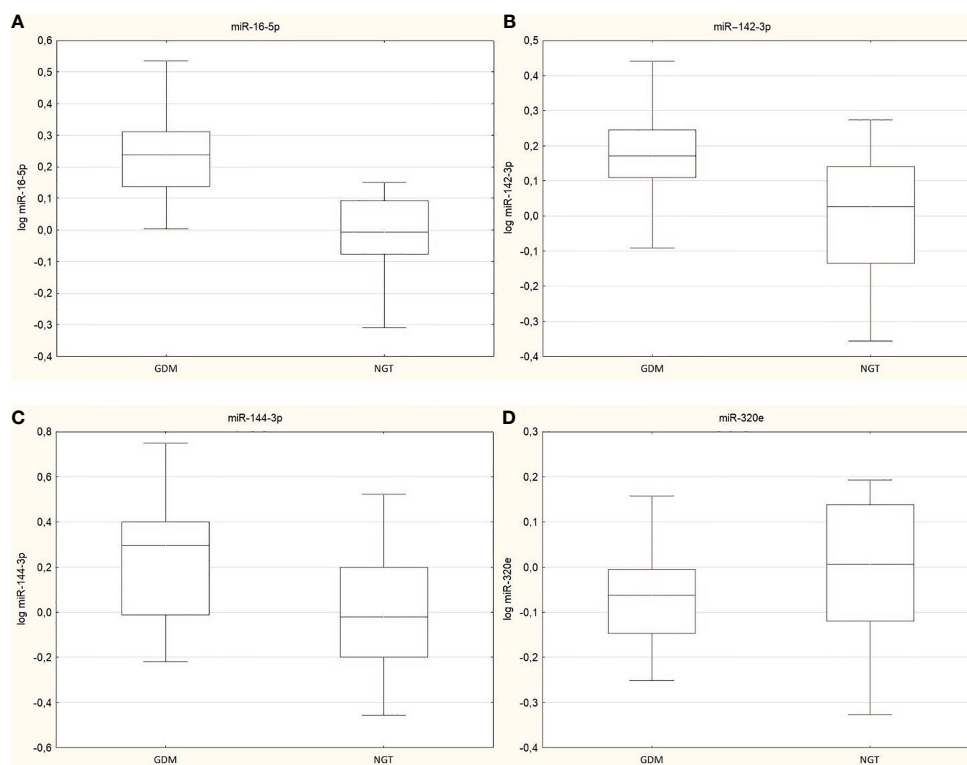 A
miR-16-5p
0,6
0,5
0,4
0,3
0,2
0,1
0,0
-0,1
-0,2
-0,3
-0,4
log miR-16-5p
GDM
NGT
B
miR–142-3p
0,5
0,4
0,3
0,2
0,1
0,0
-0,1
-0,2
-0,3
-0,4
log miR-142-3p
GDM
NGT
C
miR-144-3p
0,8
0,6
0,4
0,2
0,0
-0,2
-0,4
-0,6
log miR-144-3p
GDM
NGT
D
miR-320e
0,3
0,2
0,1
0,0
-0,1
-0,2
-0,3
-0,4
log miR-320e
GDM
NGT